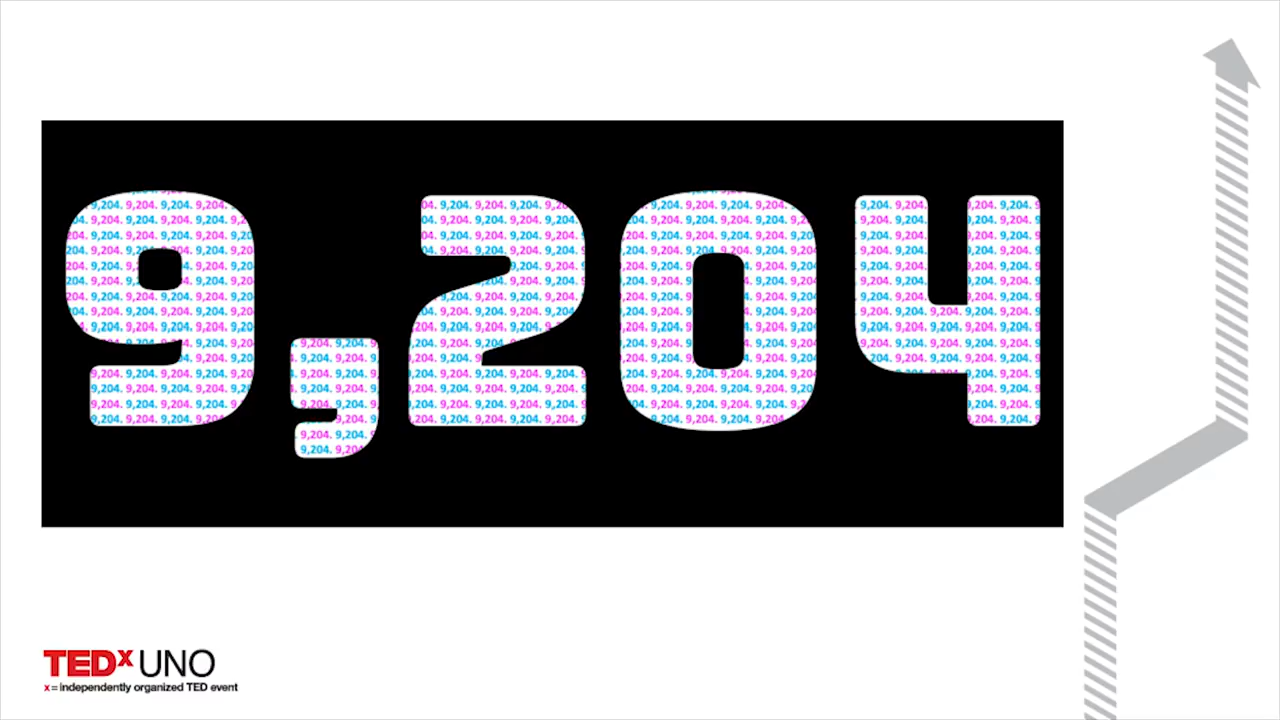 9,204
TEDx UNO
x = independently organized TED event